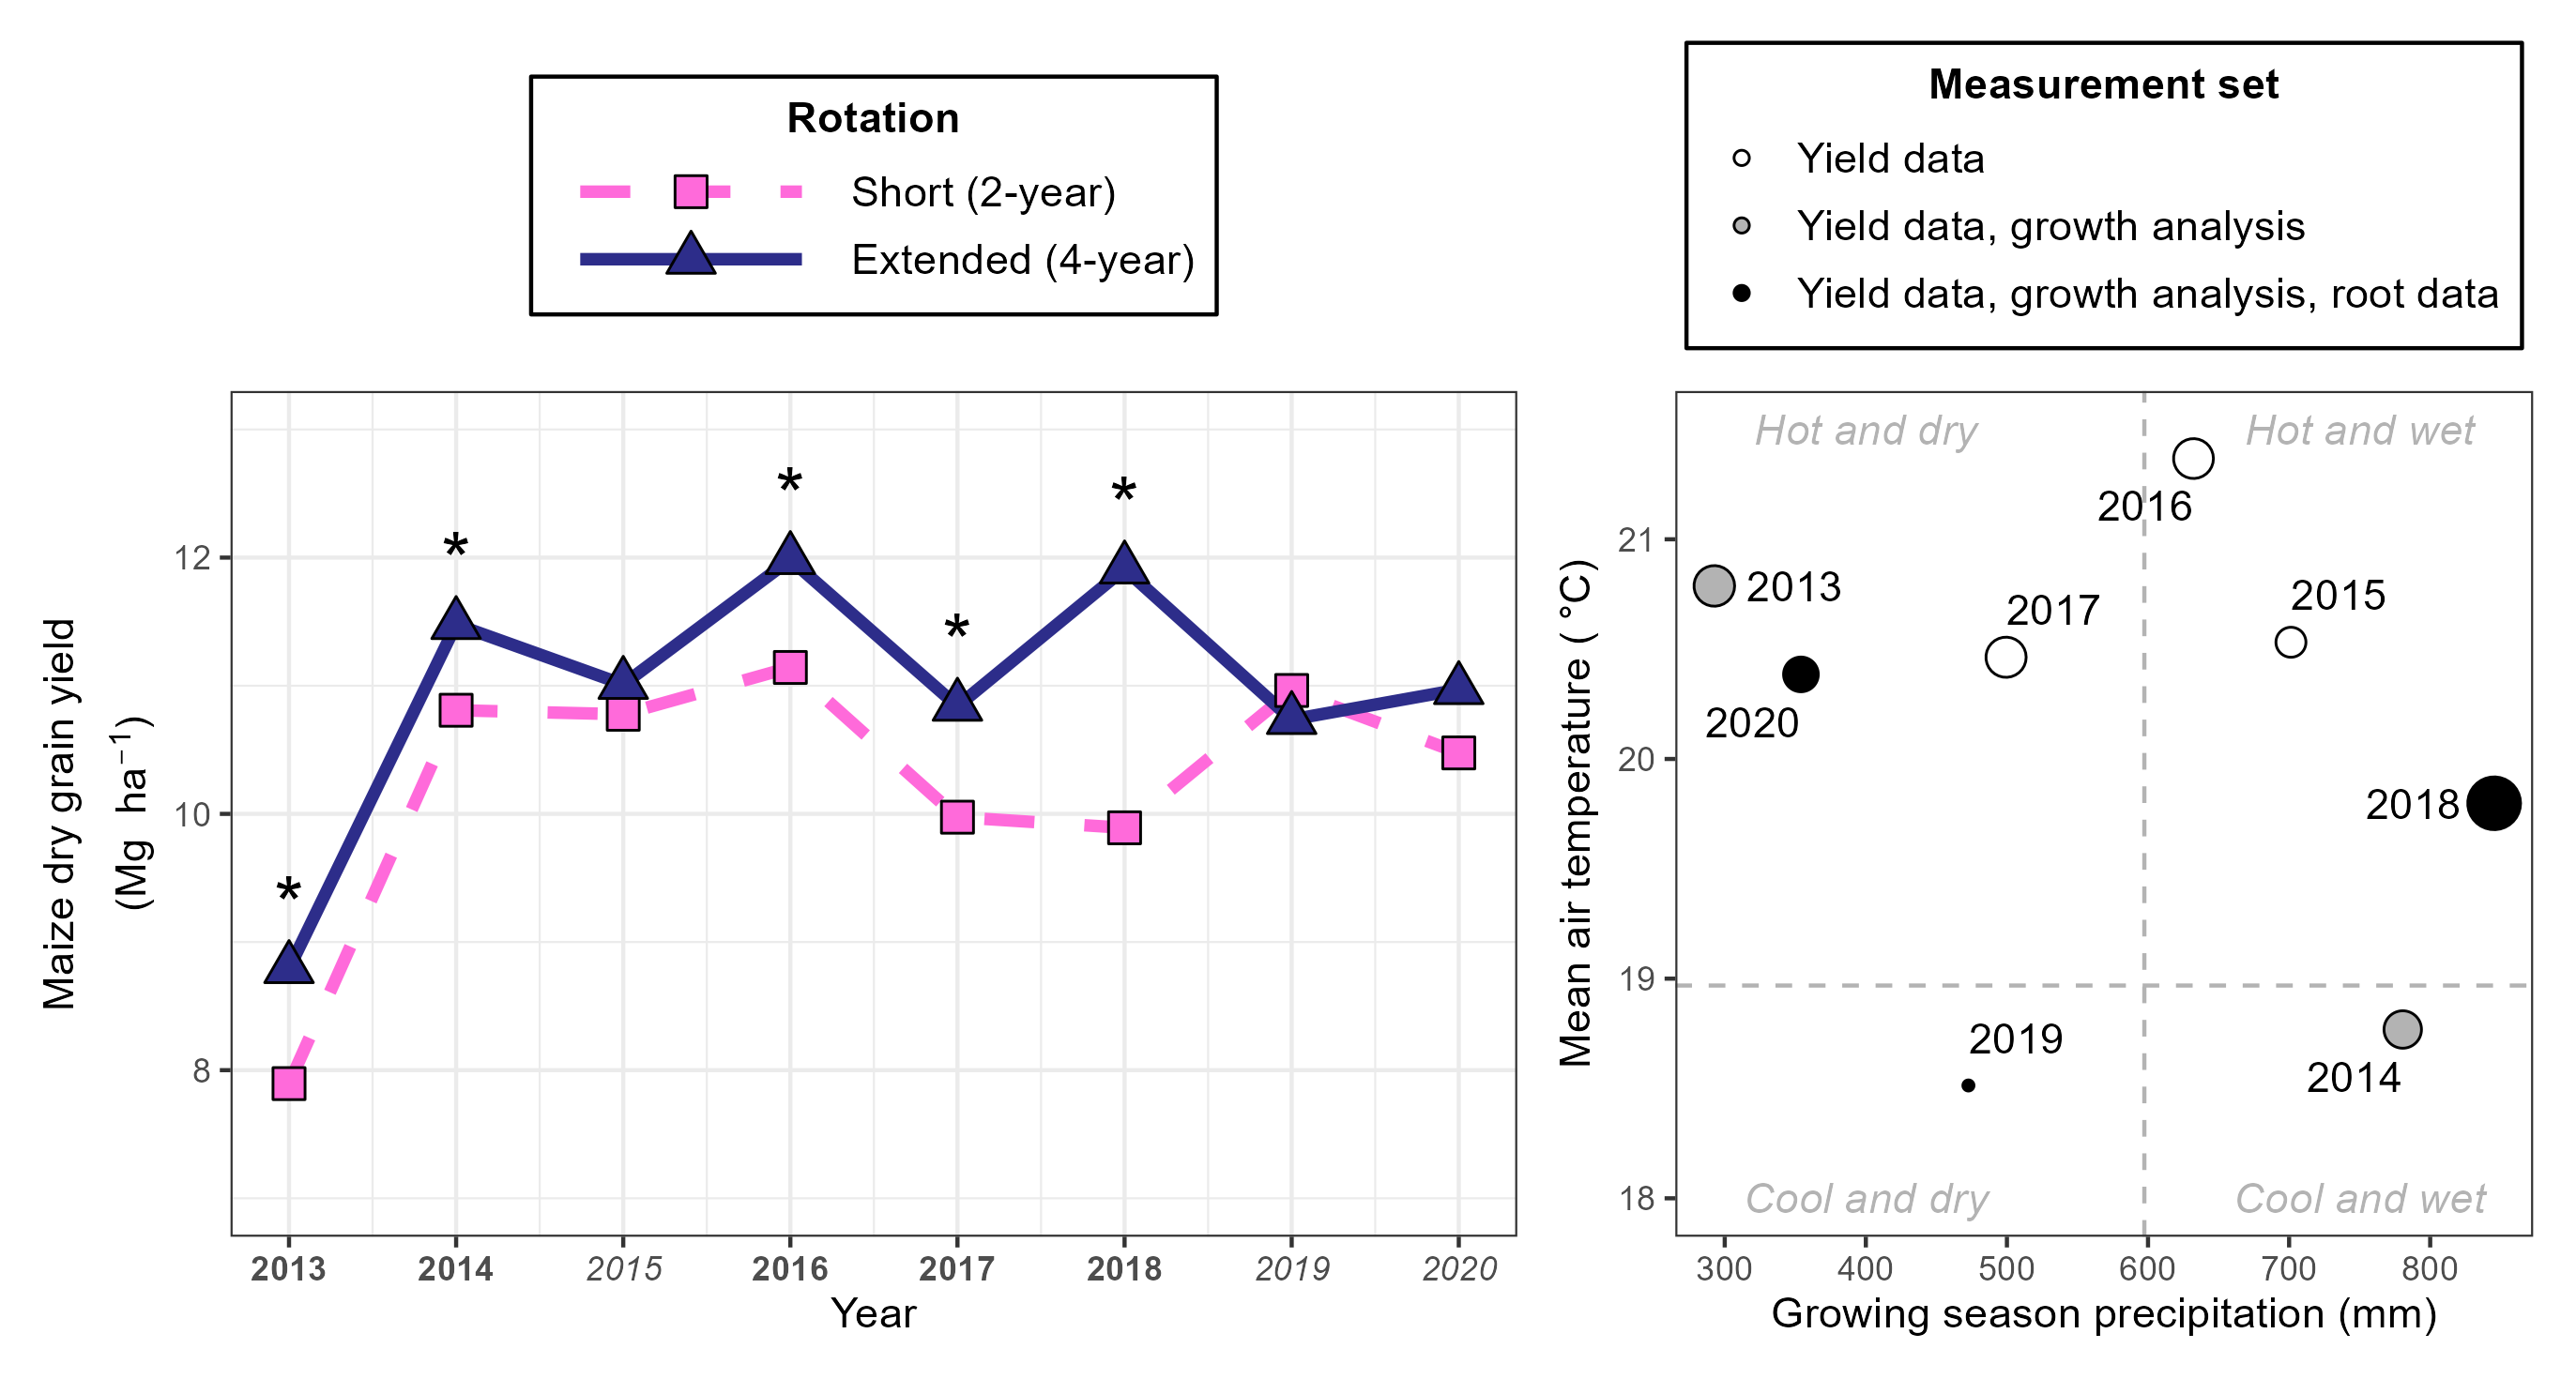 Rotation
Short (2-year)
Extended (4-year)
Measurement set
Yield data
Yield data, growth analysis
Yield data, growth analysis, root data
Maize dry grain yield
(Mg ha⁻¹)
12
10
8
*
*
*
*
*
2013 2014 2015 2016 2017 2018 2019 2020
Year
Mean air temperature ( °C)
21
20
19
18
Hot and dry
Hot and wet
2016
2013
2017
2015
2020
2018
2019
2014
Cool and dry
Cool and wet
300 400 500 600 700 800
Growing season precipitation (mm)